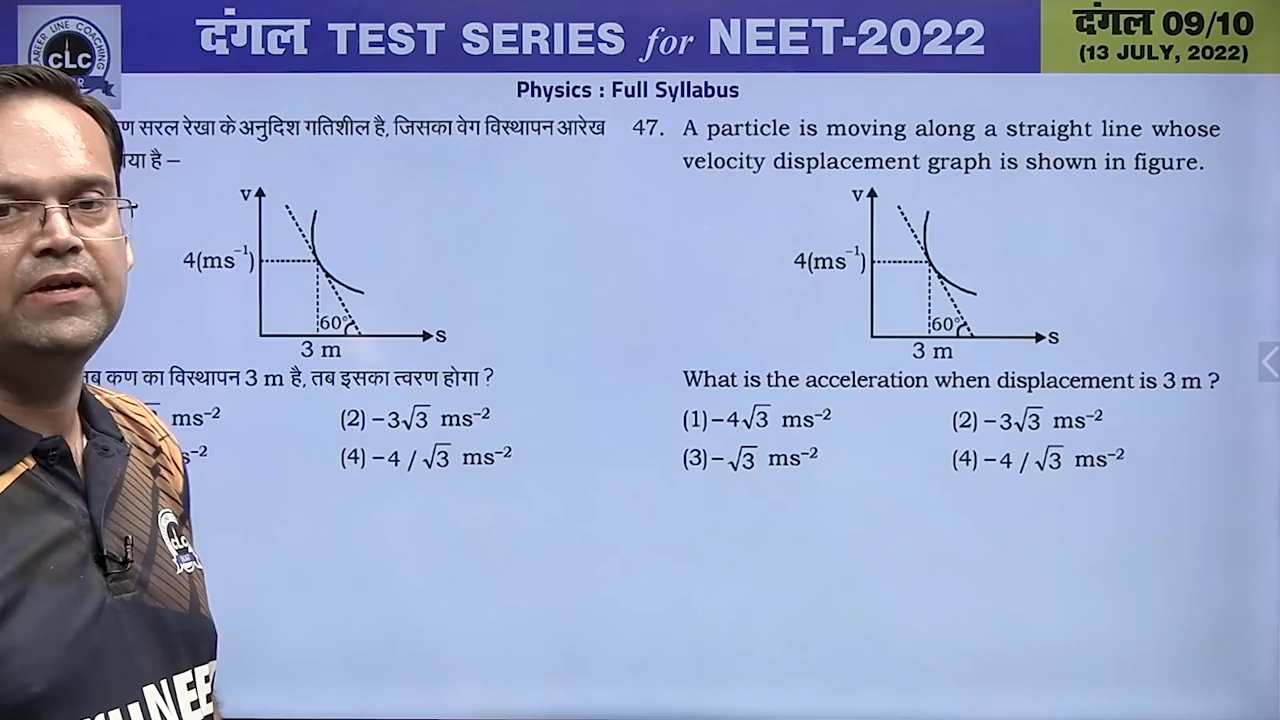 दंगल TEST SERIES for NEET-2022
दंगल 09/10
(13 JULY, 2022)
CLC
Physics : Full Syllabus
सरल रेखा के अनुदिश गतिशील है, जिसका वेग विस्थापन आरेख
है –
v
4(ms⁻¹)
60°
s
3 m
कण का विस्थापन 3 m है, तब इसका त्वरण होगा ?
ms⁻²
(2) –3√3 ms⁻²
(4) –4 / √3 ms⁻²
47. A particle is moving along a straight line whose
velocity displacement graph is shown in figure.
v
4(ms⁻¹)
60°
s
3 m
What is the acceleration when displacement is 3 m ?
(1) –4√3 ms⁻² (2) –3√3 ms⁻²
(3) –√3 ms⁻² (4) –4 / √3 ms⁻²
CLC
NEE